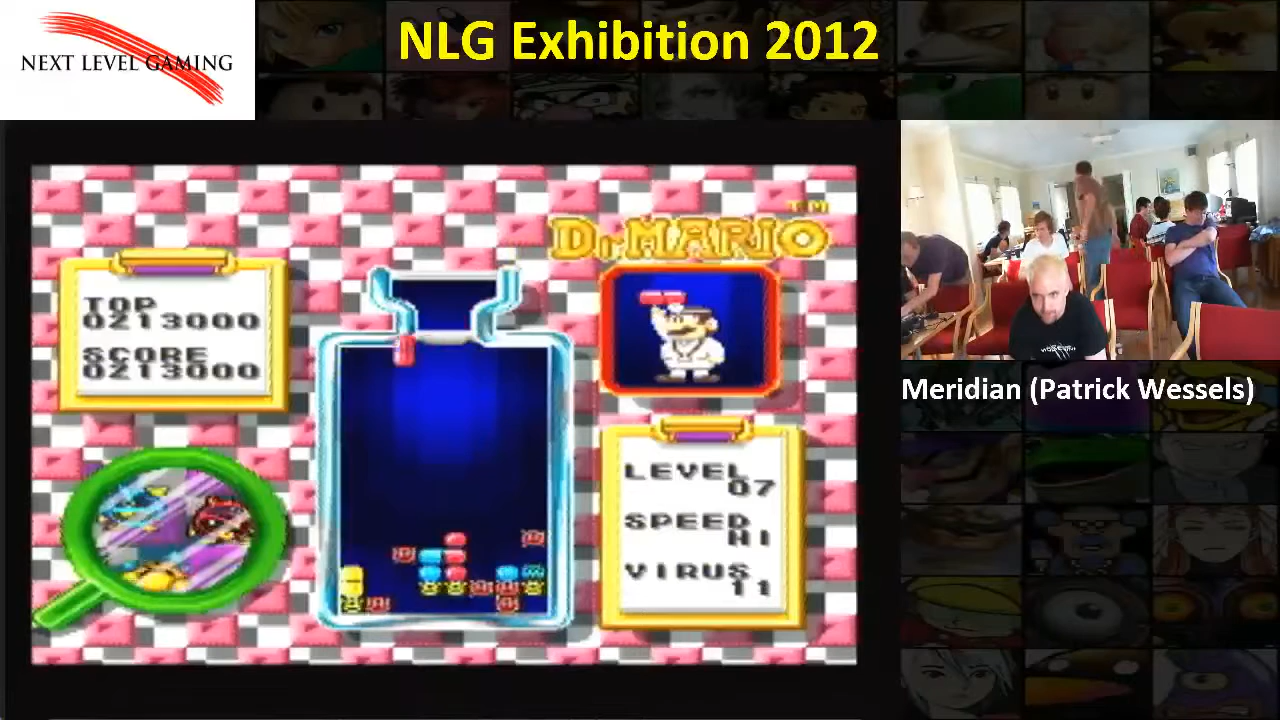 NEXT LEVEL GAMING
NLG Exhibition 2012
Dr. MARIO
TM
TOP
0213000
SCORE
0213000
LEVEL
07
SPEED
HI
VIRUS
11
Meridian (Patrick Wessels)